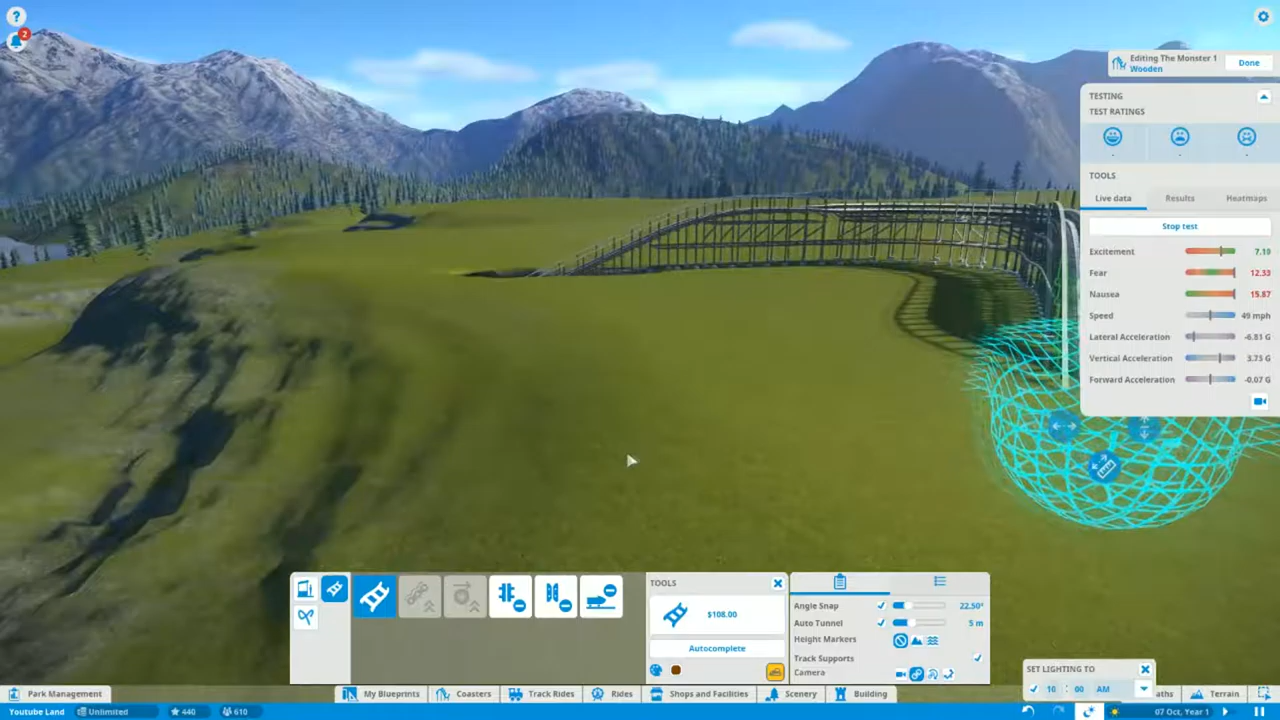 ?
2
Editing The Monster 1
Wooden
Done
TESTING
TEST RATINGS
- - -
TOOLS
Live data Results Heatmaps
Stop test
Excitement 7.10
Fear 12.33
Nausea 15.87
Speed 49 mph
Lateral Acceleration -6.81 G
Vertical Acceleration 3.73 G
Forward Acceleration -0.07 G
TOOLS
$108.00
Autocomplete
Angle Snap 22.50°
Auto Tunnel 5 m
Height Markers
Track Supports
Camera
SET LIGHTING TO
10 : 00 AM
Park Management My Blueprints Coasters Track Rides Rides Shops and Facilities Scenery Building aths Terrain
Youtube Land Unlimited 440 610 07 Oct, Year 1